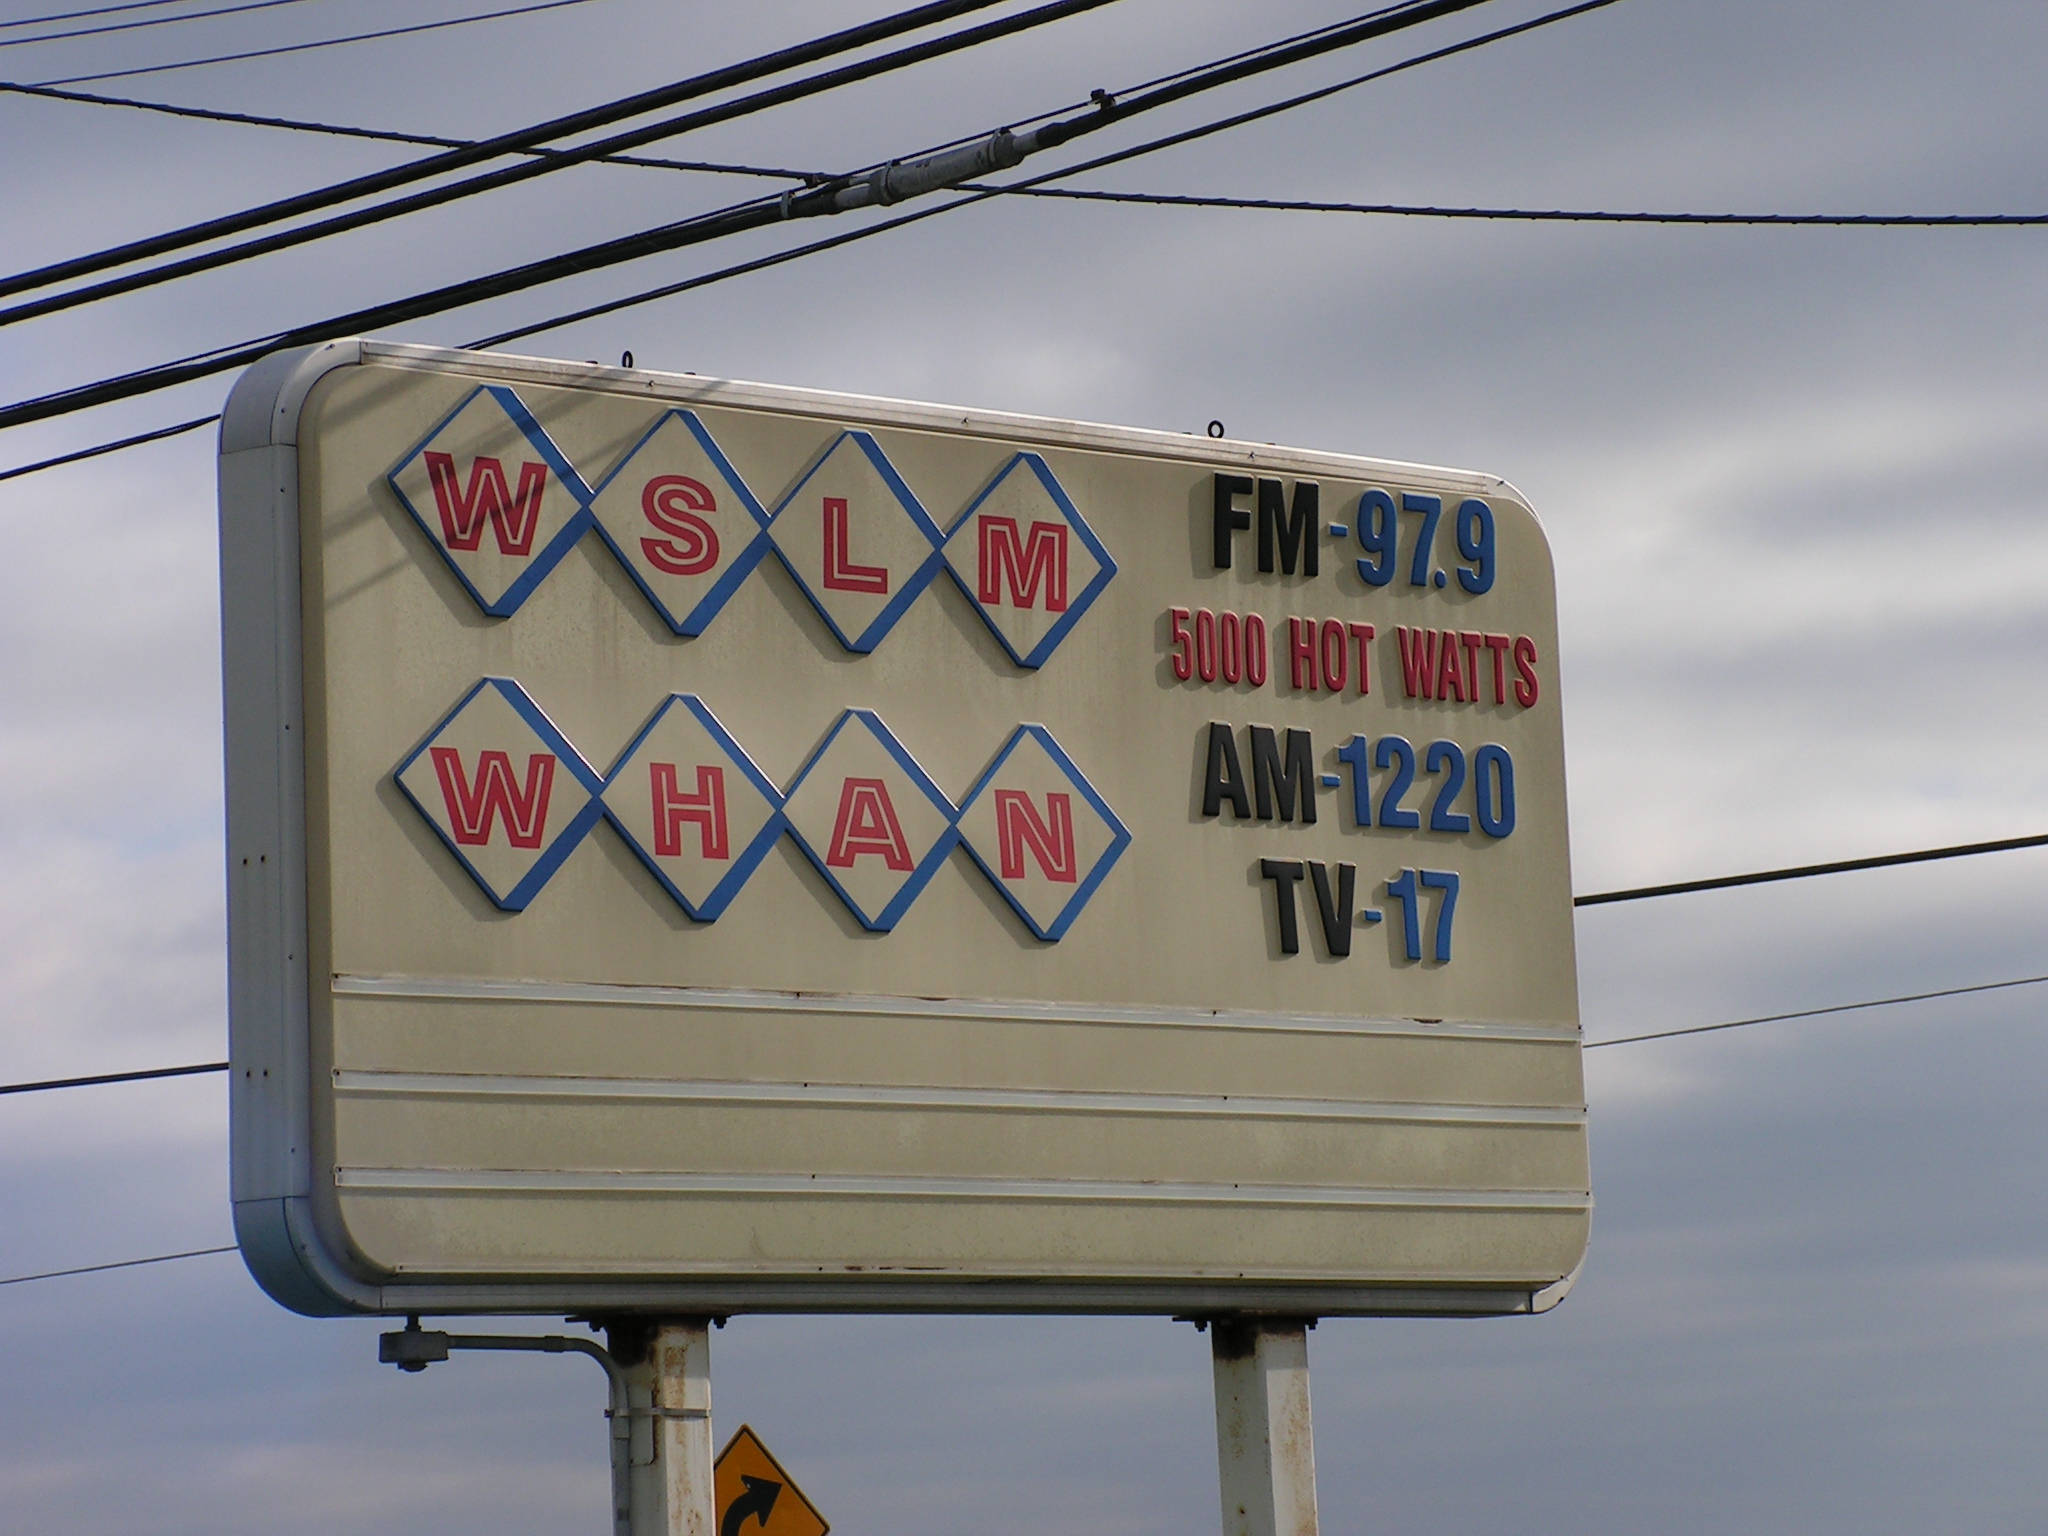 WSLM
FM-97.9
5000 HOT WATTS
WHAN
AM-1220
TV-17